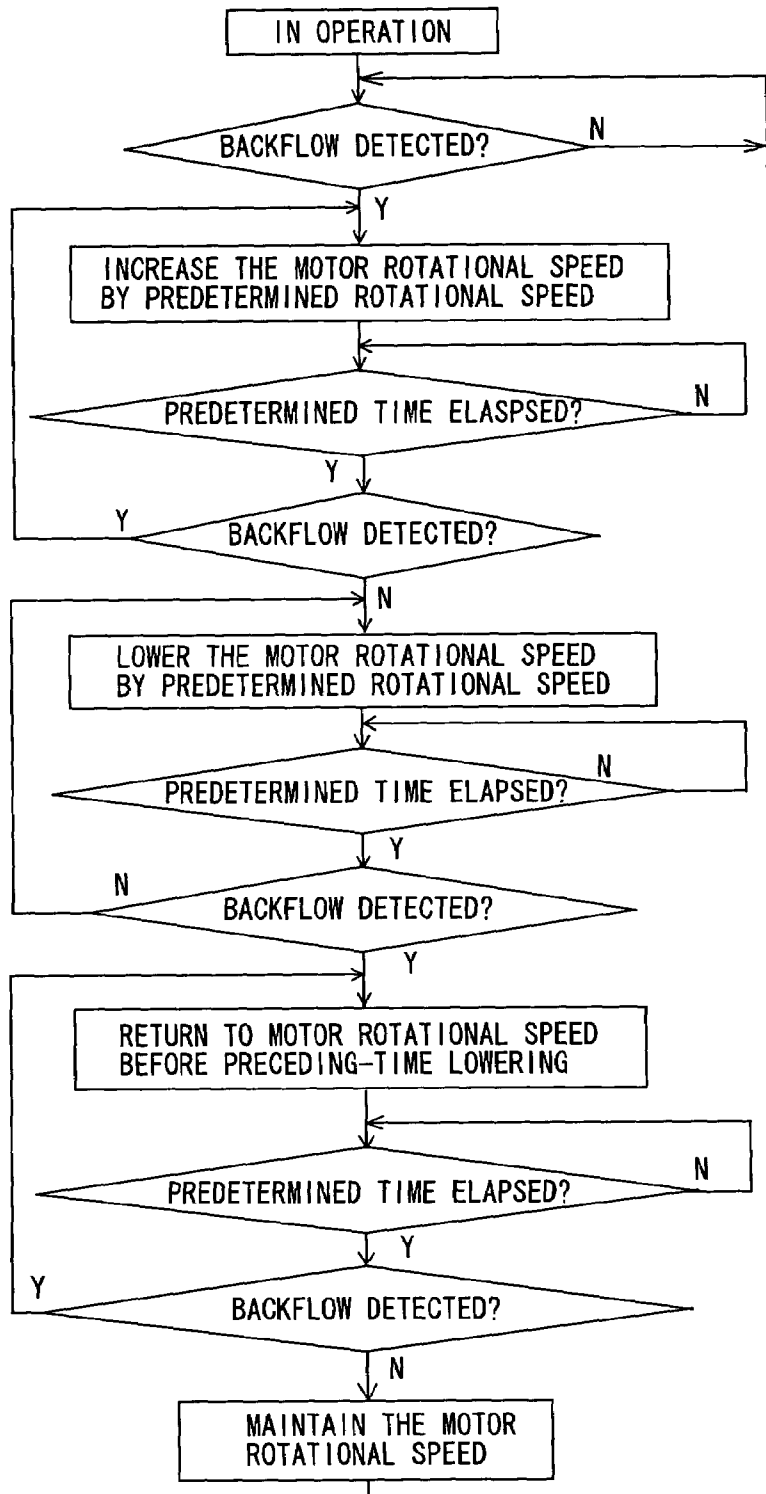 IN OPERATION
BACKFLOW DETECTED?
N
Y
INCREASE THE MOTOR ROTATIONAL SPEED
BY PREDETERMINED ROTATIONAL SPEED
PREDETERMINED TIME ELASPSED?
N
Y
Y
BACKFLOW DETECTED?
N
LOWER THE MOTOR ROTATIONAL SPEED
BY PREDETERMINED ROTATIONAL SPEED
N
PREDETERMINED TIME ELAPSED?
Y
N
BACKFLOW DETECTED?
Y
RETURN TO MOTOR ROTATIONAL SPEED
BEFORE PRECEDING-TIME LOWERING
PREDETERMINED TIME ELAPSED?
N
Y
Y
BACKFLOW DETECTED?
N
MAINTAIN THE MOTOR
ROTATIONAL SPEED